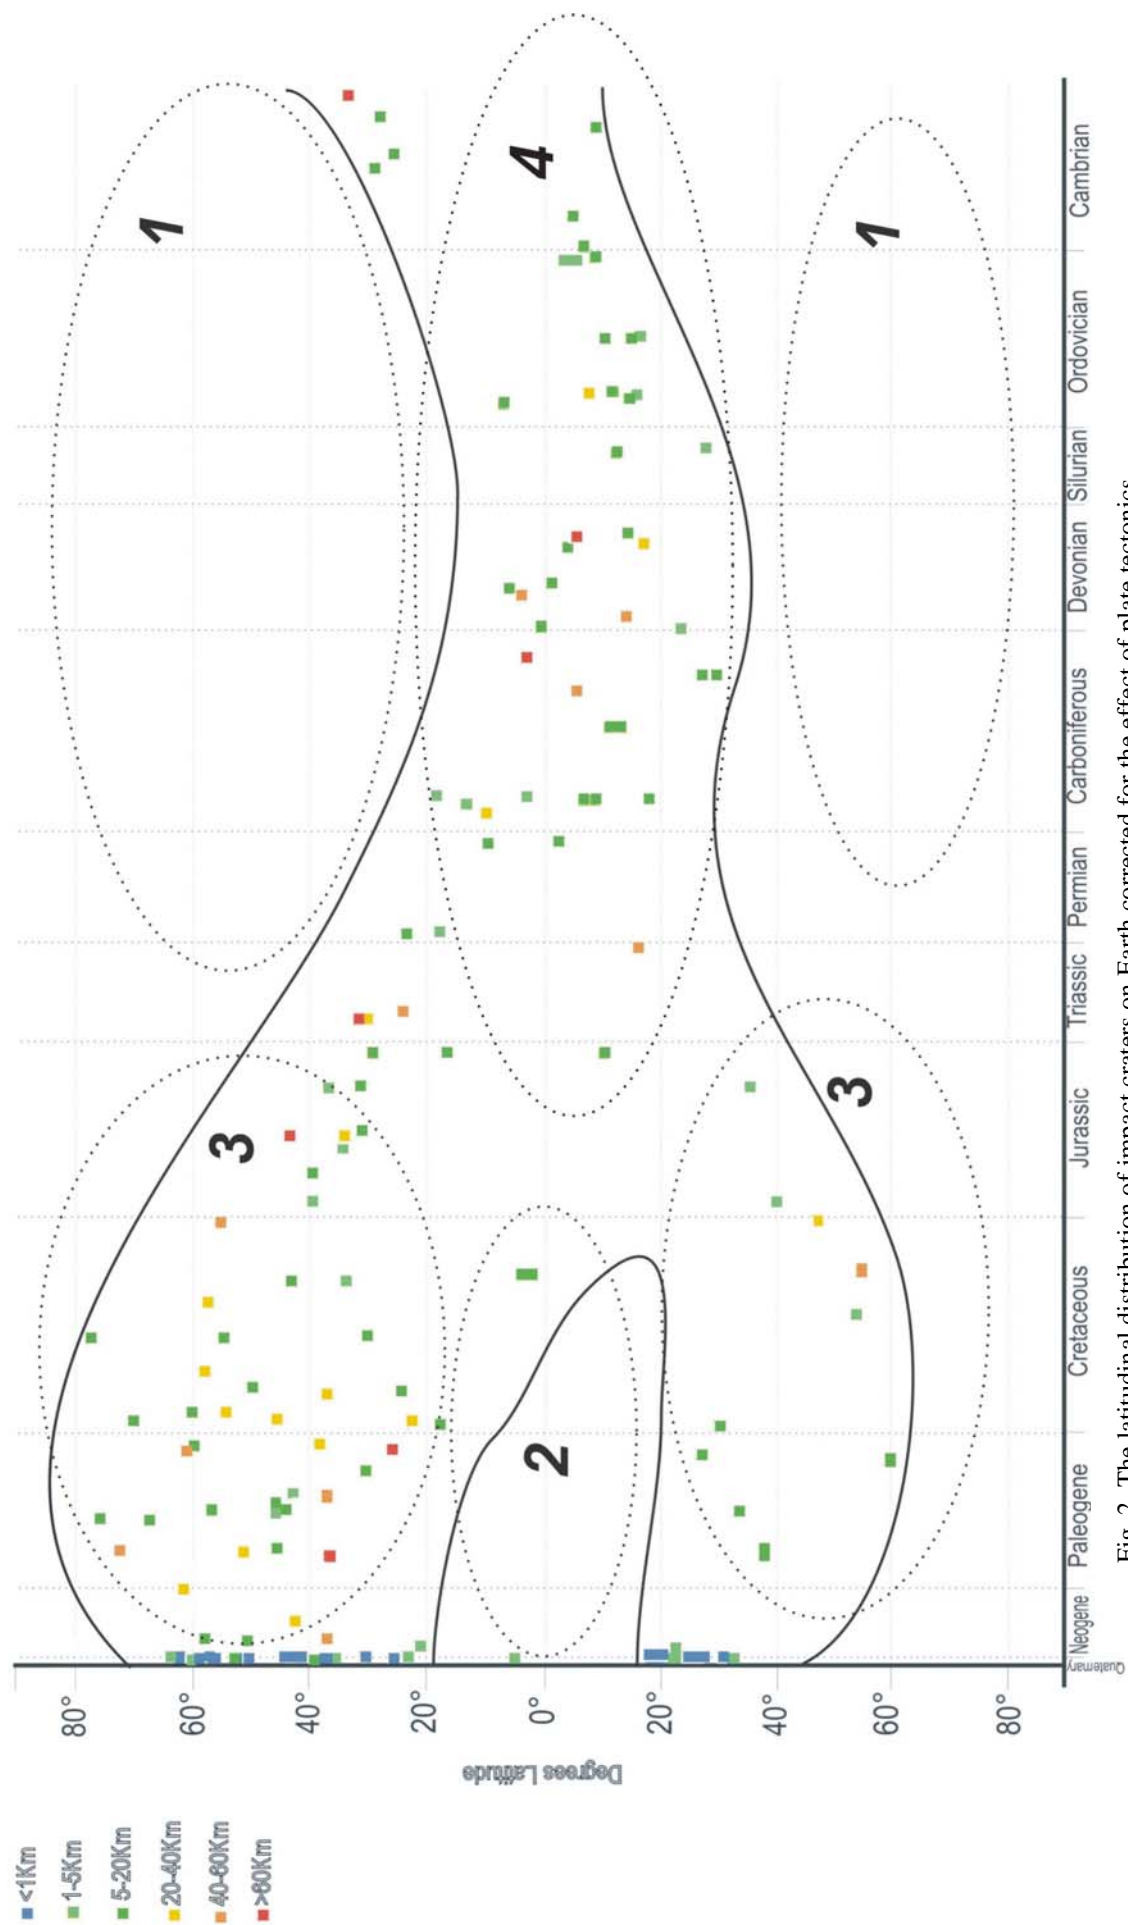 <1Km
1-5Km
5-20Km
20-40Km
40-60Km
>60Km
Degrees Latitude
80°
60°
40°
20°
0°
20°
40°
60°
80°
1
3
4
2
1
3
Quaternary
Neogene
Paleogene
Cretaceous
Jurassic
Triassic
Permian
Carboniferous
Devonian
Silurian
Ordovician
Cambrian
Fig. 2. The latitudinal distribution of impact craters on Earth corrected for the effect of plate tectonics